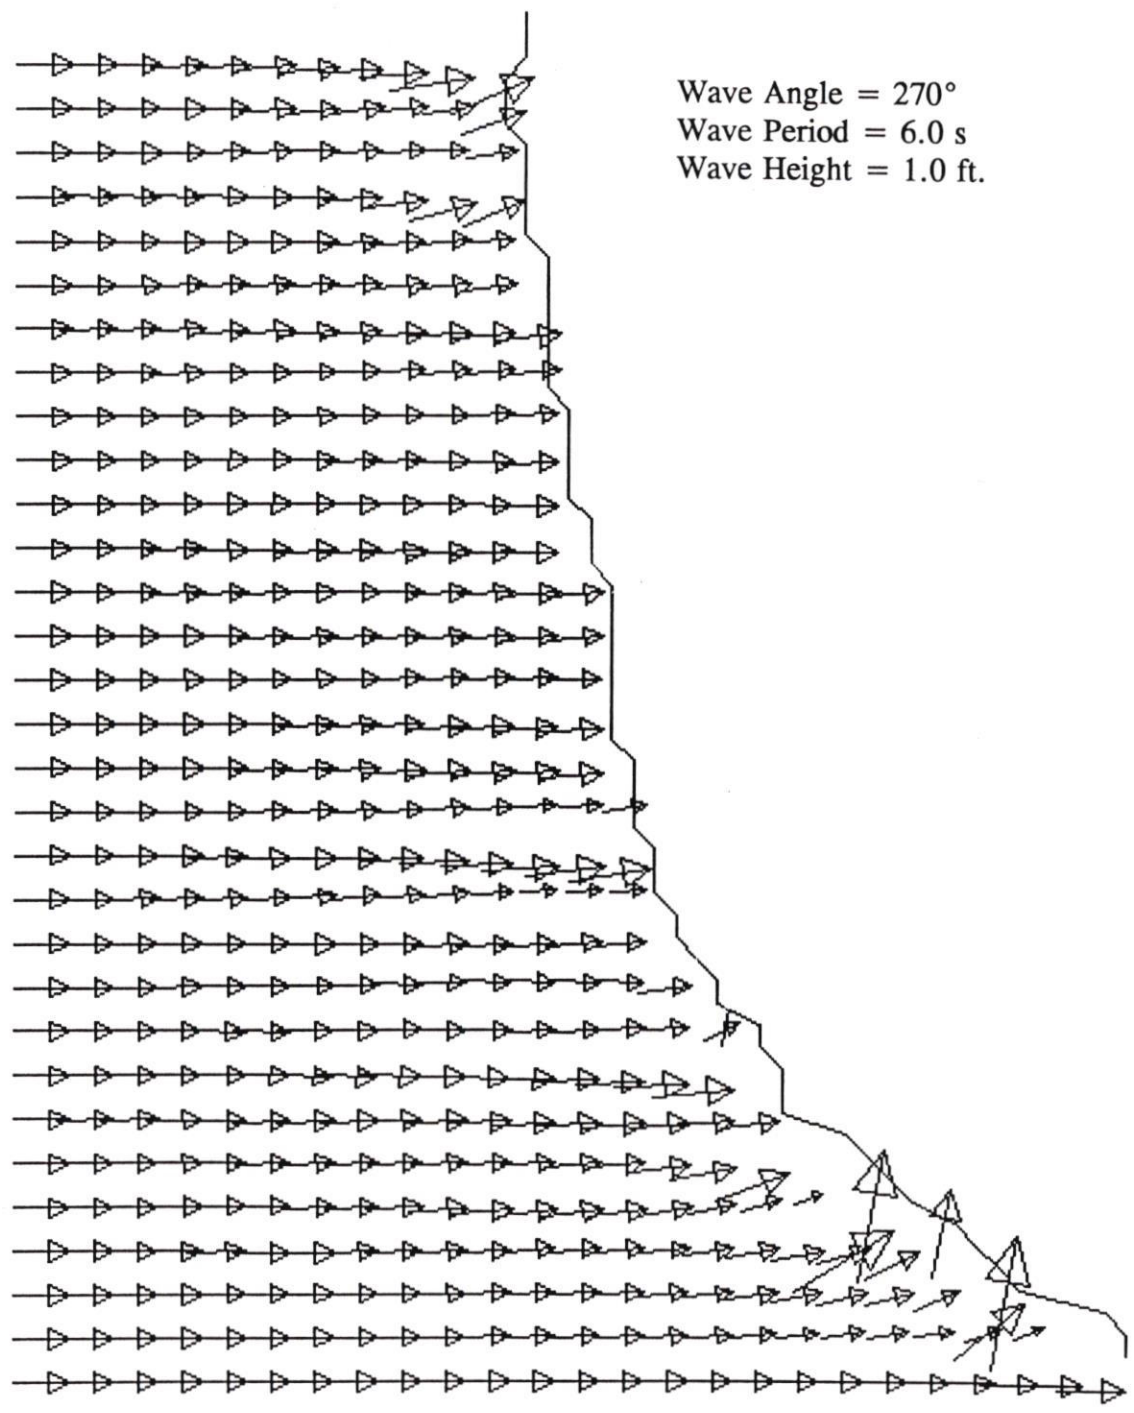 Wave Angle = 270°
Wave Period = 6.0 s
Wave Height = 1.0 ft.